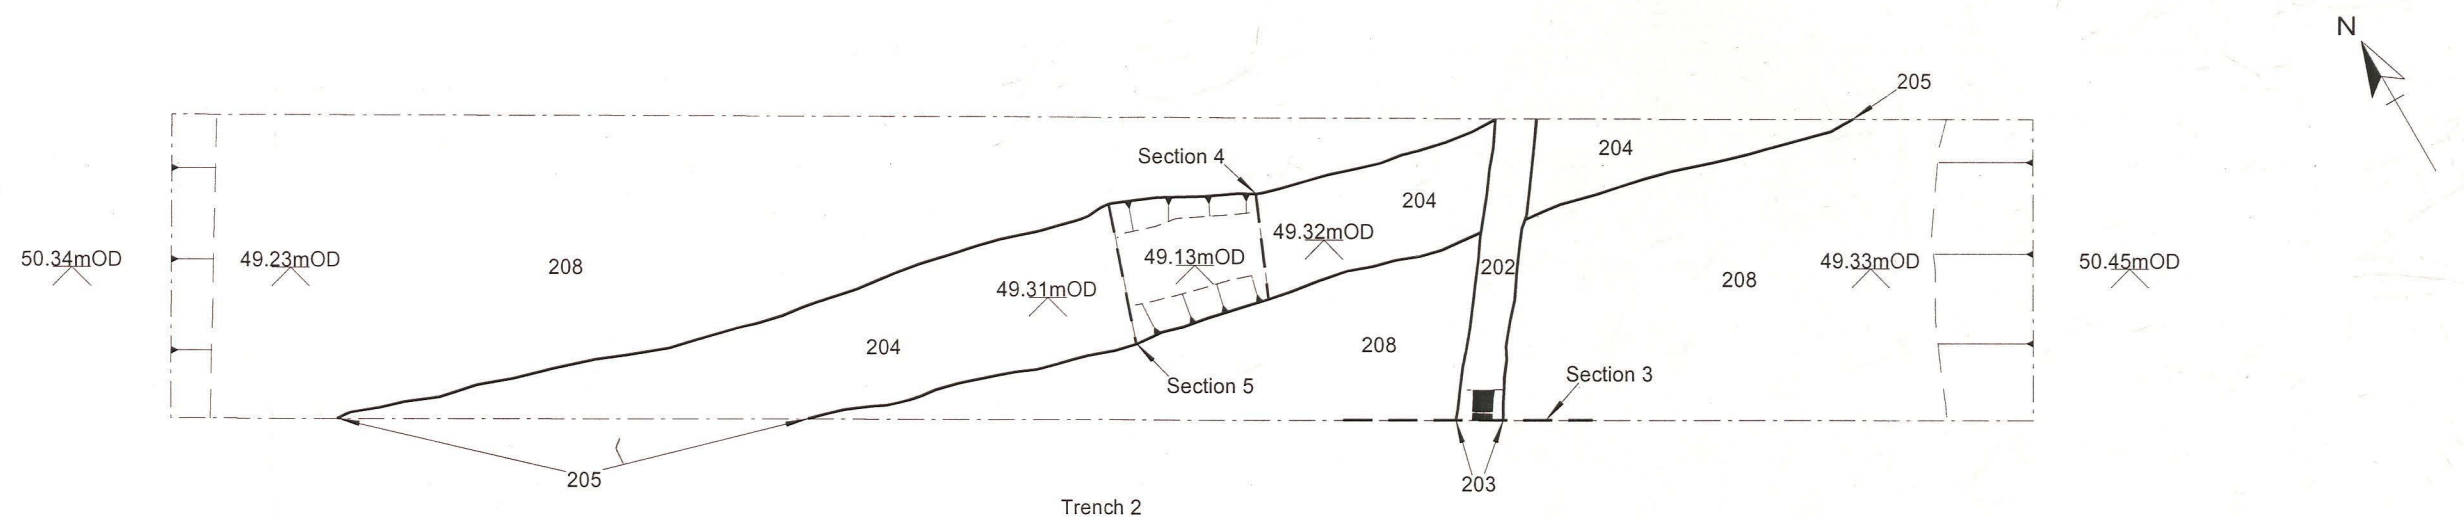 N
205
Section 4
204
204
49.32mOD
50.34mOD
49.23mOD
208
49.13mOD
202
49.33mOD
50.45mOD
208
49.31mOD
204
208
Section 5
Section 3
205
203
Trench 2